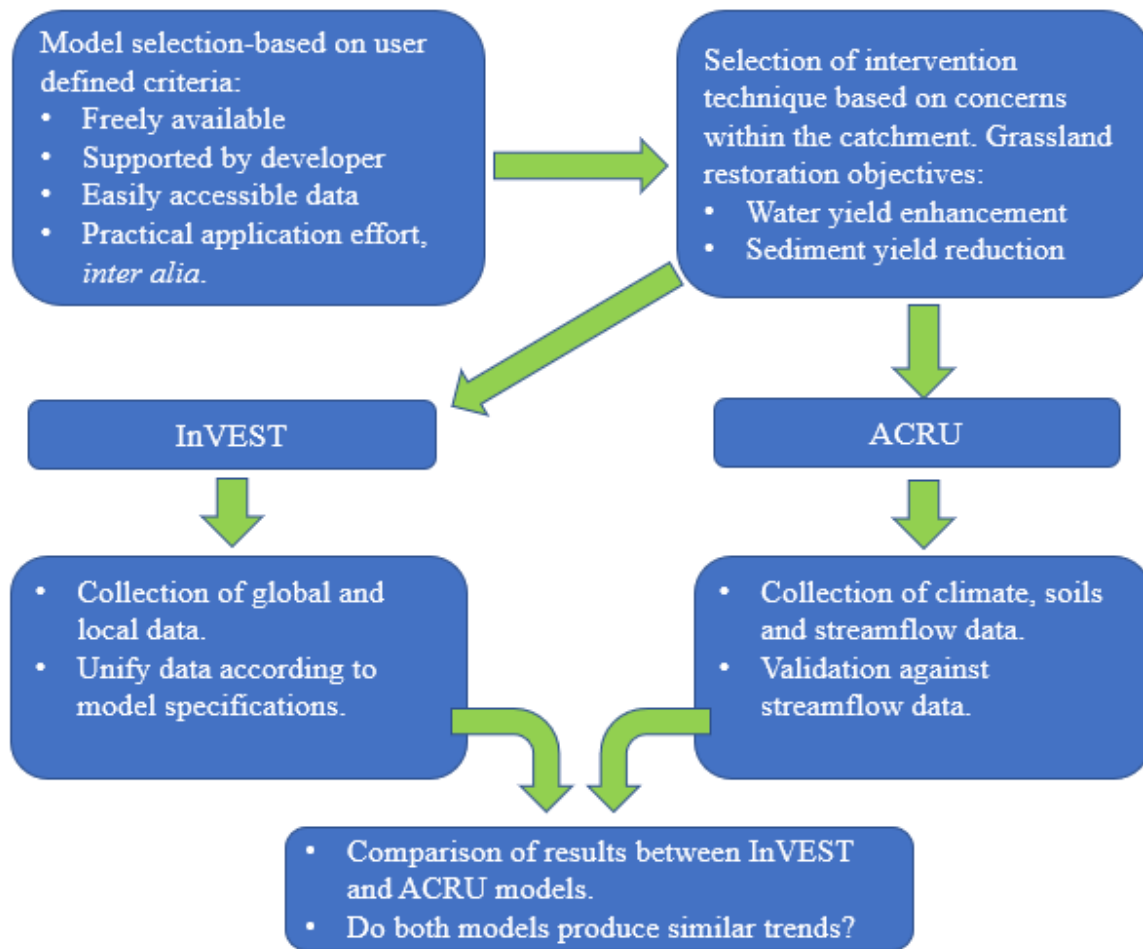 Model selection-based on user
defined criteria:
• Freely available
• Supported by developer
• Easily accessible data
• Practical application effort,
inter alia.
Selection of intervention
technique based on concerns
within the catchment. Grassland
restoration objectives:
• Water yield enhancement
• Sediment yield reduction
InVEST
ACRU
• Collection of global and
local data.
• Unify data according to
model specifications.
• Collection of climate, soils
and streamflow data.
• Validation against
streamflow data.
• Comparison of results between InVEST
and ACRU models.
• Do both models produce similar trends?